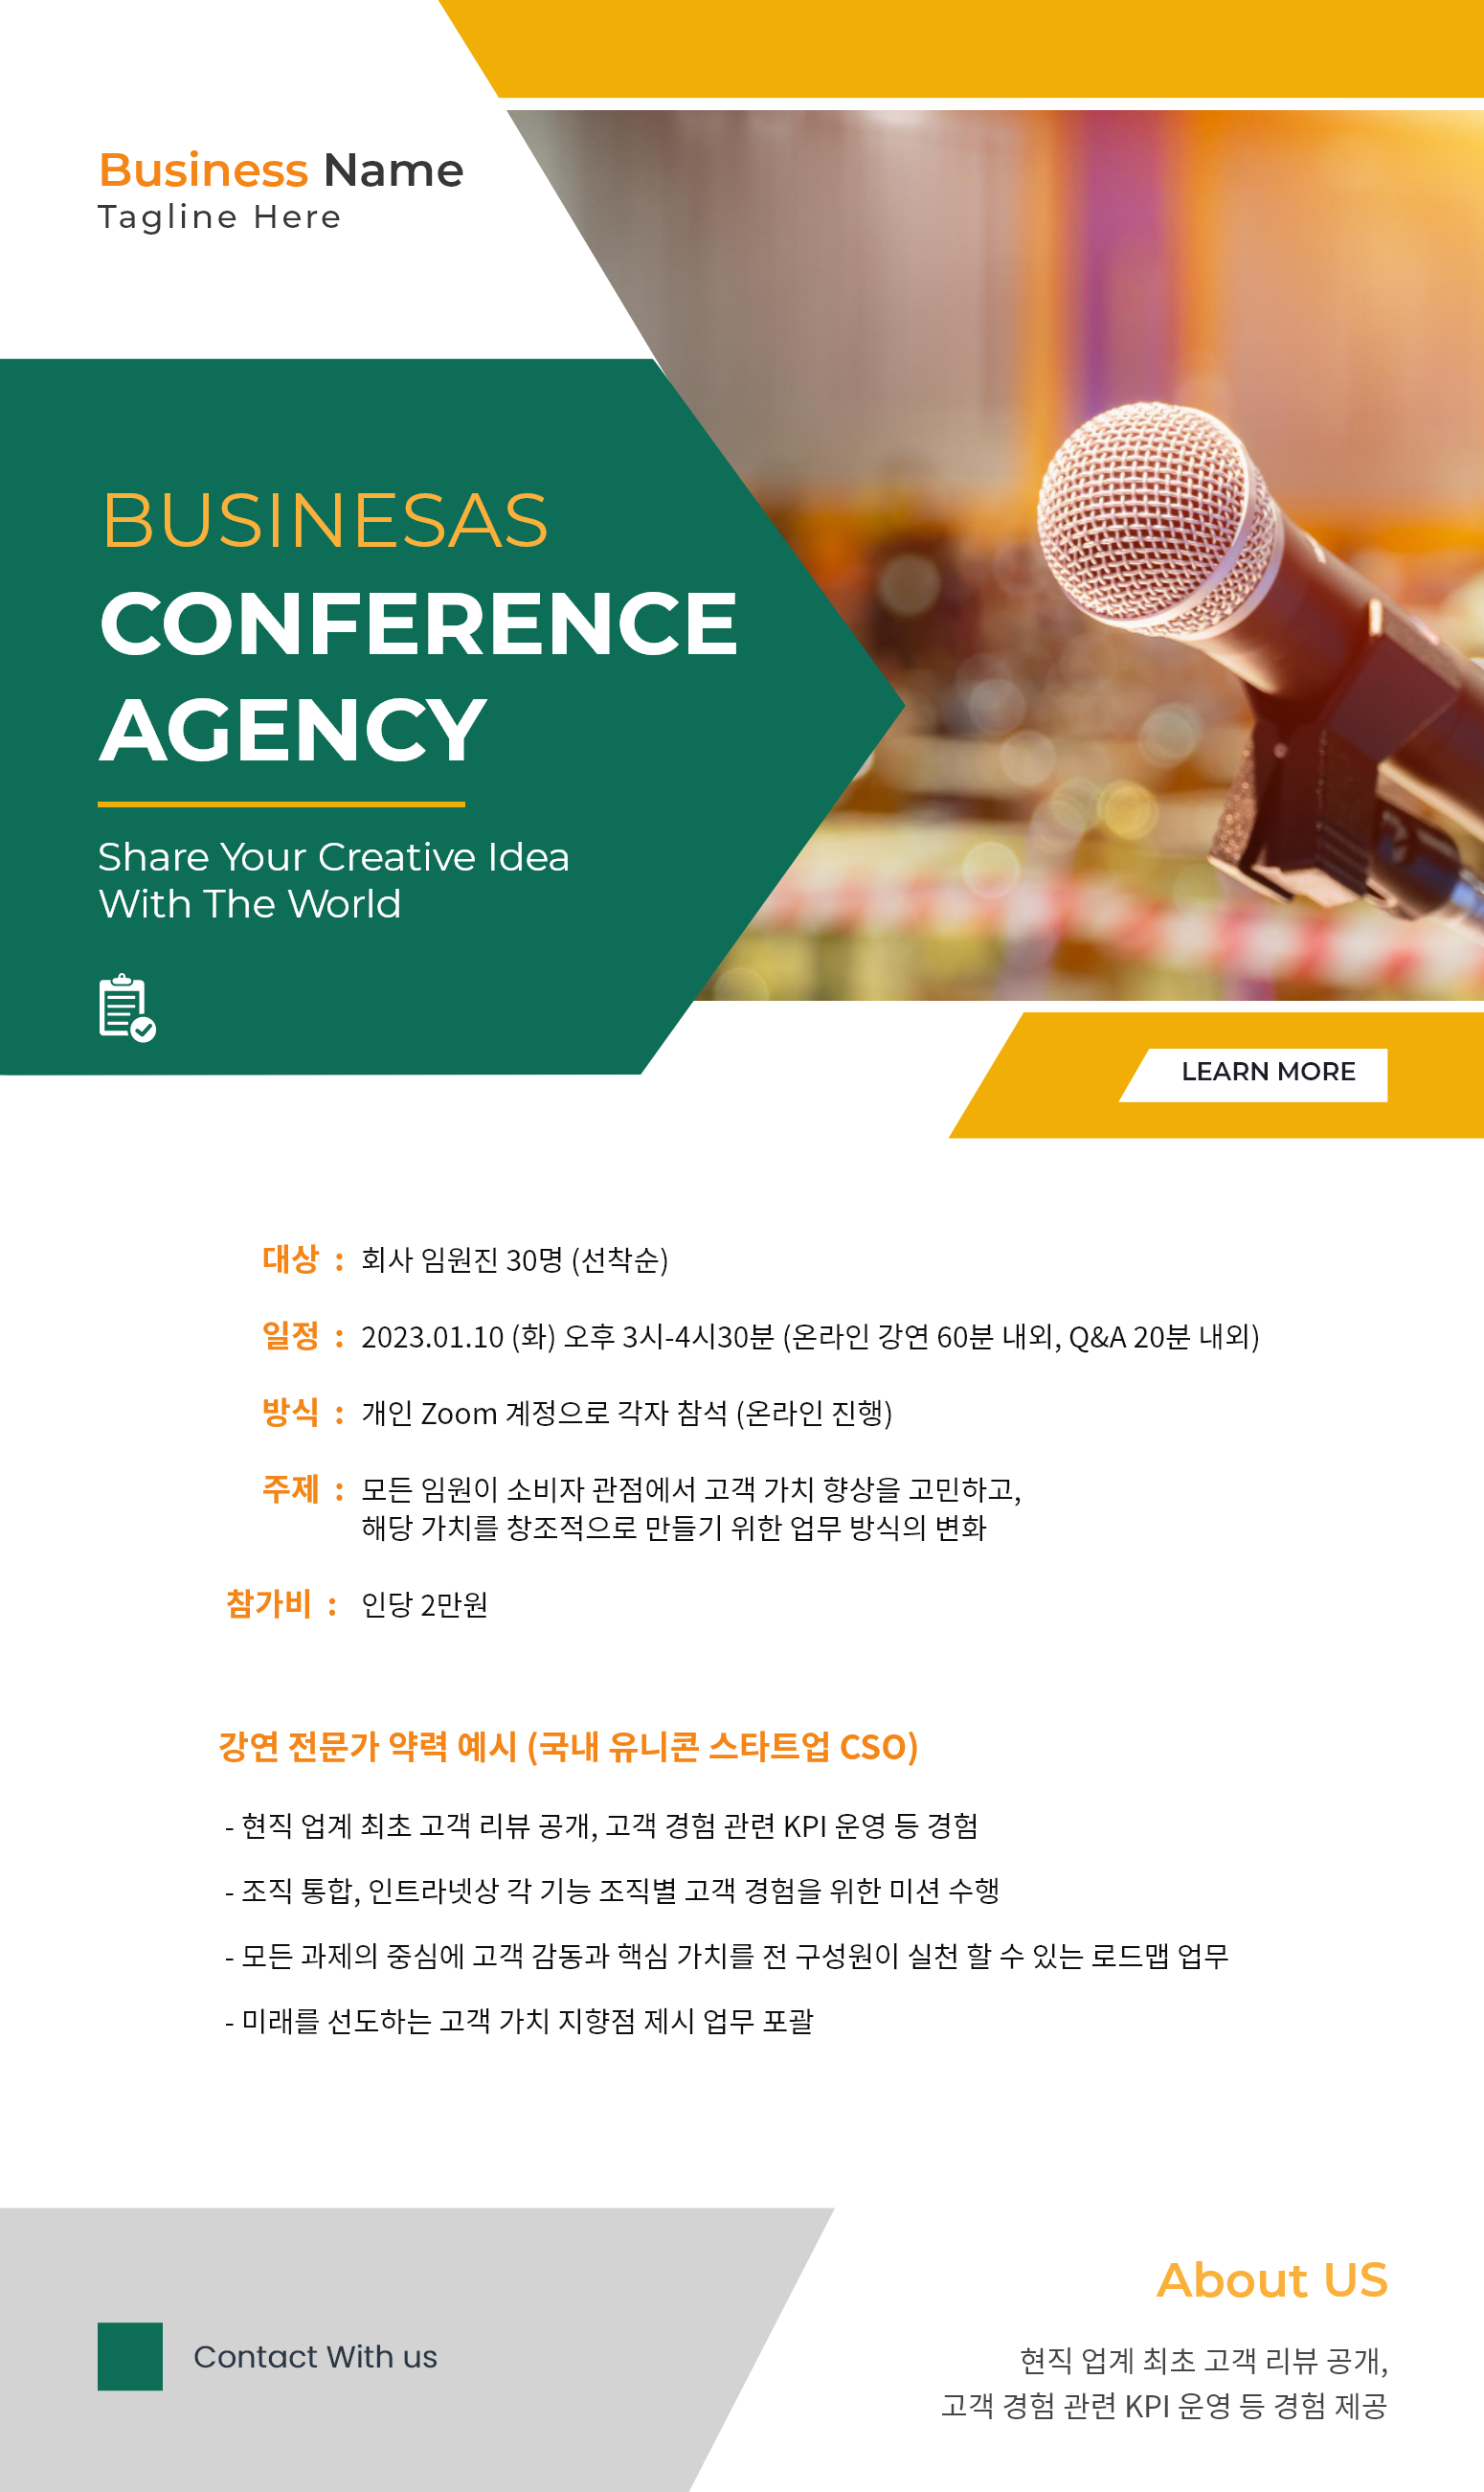 Business Name
Tagline Here
BUSINESAS
CONFERENCE
AGENCY
Share Your Creative Idea
With The World
LEARN MORE
대상 : 회사 임원진 30명 (선착순)
일정 : 2023.01.10 (화) 오후 3시-4시30분 (온라인 강연 60분 내외, Q&A 20분 내외)
방식 : 개인 Zoom 계정으로 각자 참석 (온라인 진행)
주제 : 모든 임원이 소비자 관점에서 고객 가치 향상을 고민하고,
해당 가치를 창조적으로 만들기 위한 업무 방식의 변화
참가비 : 인당 2만원
강연 전문가 약력 예시 (국내 유니콘 스타트업 CSO)
- 현직 업계 최초 고객 리뷰 공개, 고객 경험 관련 KPI 운영 등 경험
- 조직 통합, 인트라넷상 각 기능 조직별 고객 경험을 위한 미션 수행
- 모든 과제의 중심에 고객 감동과 핵심 가치를 전 구성원이 실천 할 수 있는 로드맵 업무
- 미래를 선도하는 고객 가치 지향점 제시 업무 포괄
Contact With us
About US
현직 업계 최초 고객 리뷰 공개,
고객 경험 관련 KPI 운영 등 경험 제공